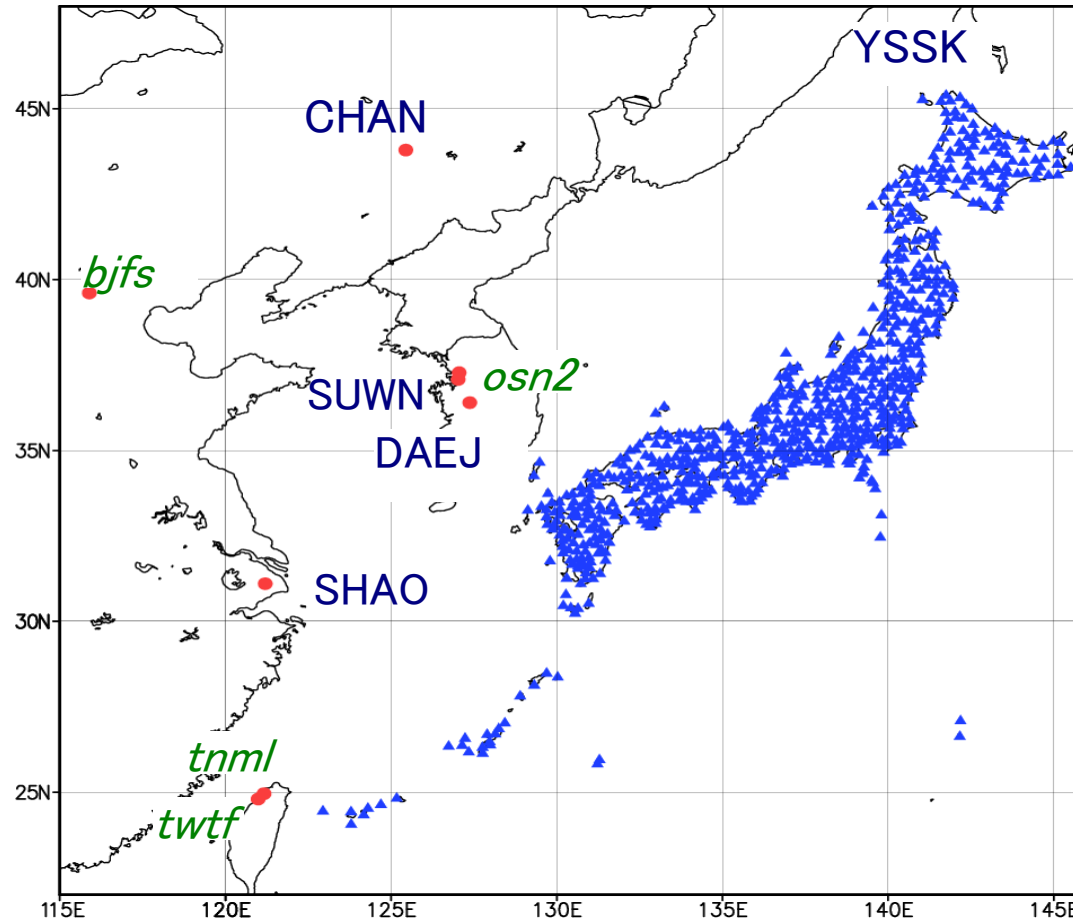 YSSK
45N
CHAN
bjfs
40N
osn2
SUWN
35N
DAEJ
SHAO
30N
tnml
25N
twtf
115E 120E 125E 130E 135E 140E 145E